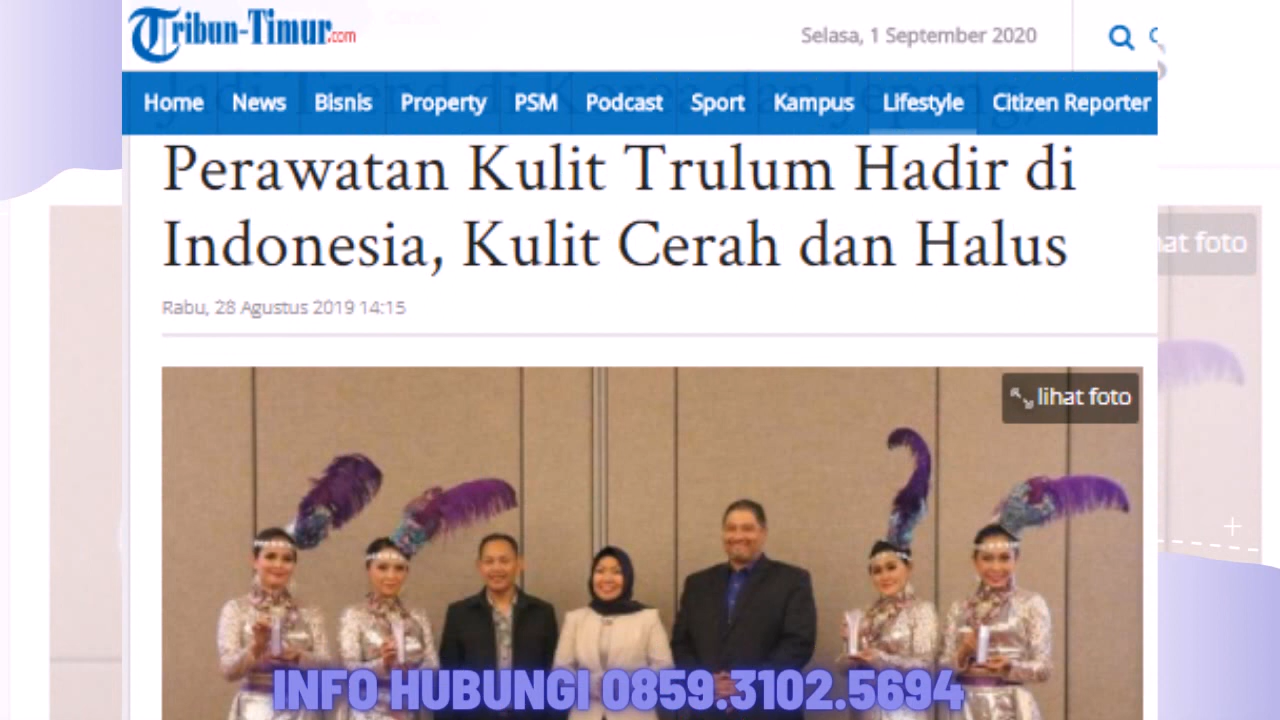 Tribun-Timur.com
Selasa, 1 September 2020
Home News Bisnis Property PSM Podcast Sport Kampus Lifestyle Citizen Reporter
Perawatan Kulit Trulum Hadir di
Indonesia, Kulit Cerah dan Halus
Rabu, 28 Agustus 2019 14:15
lihat foto
hat foto
INFO HUBUNGI 0859.3102.5694